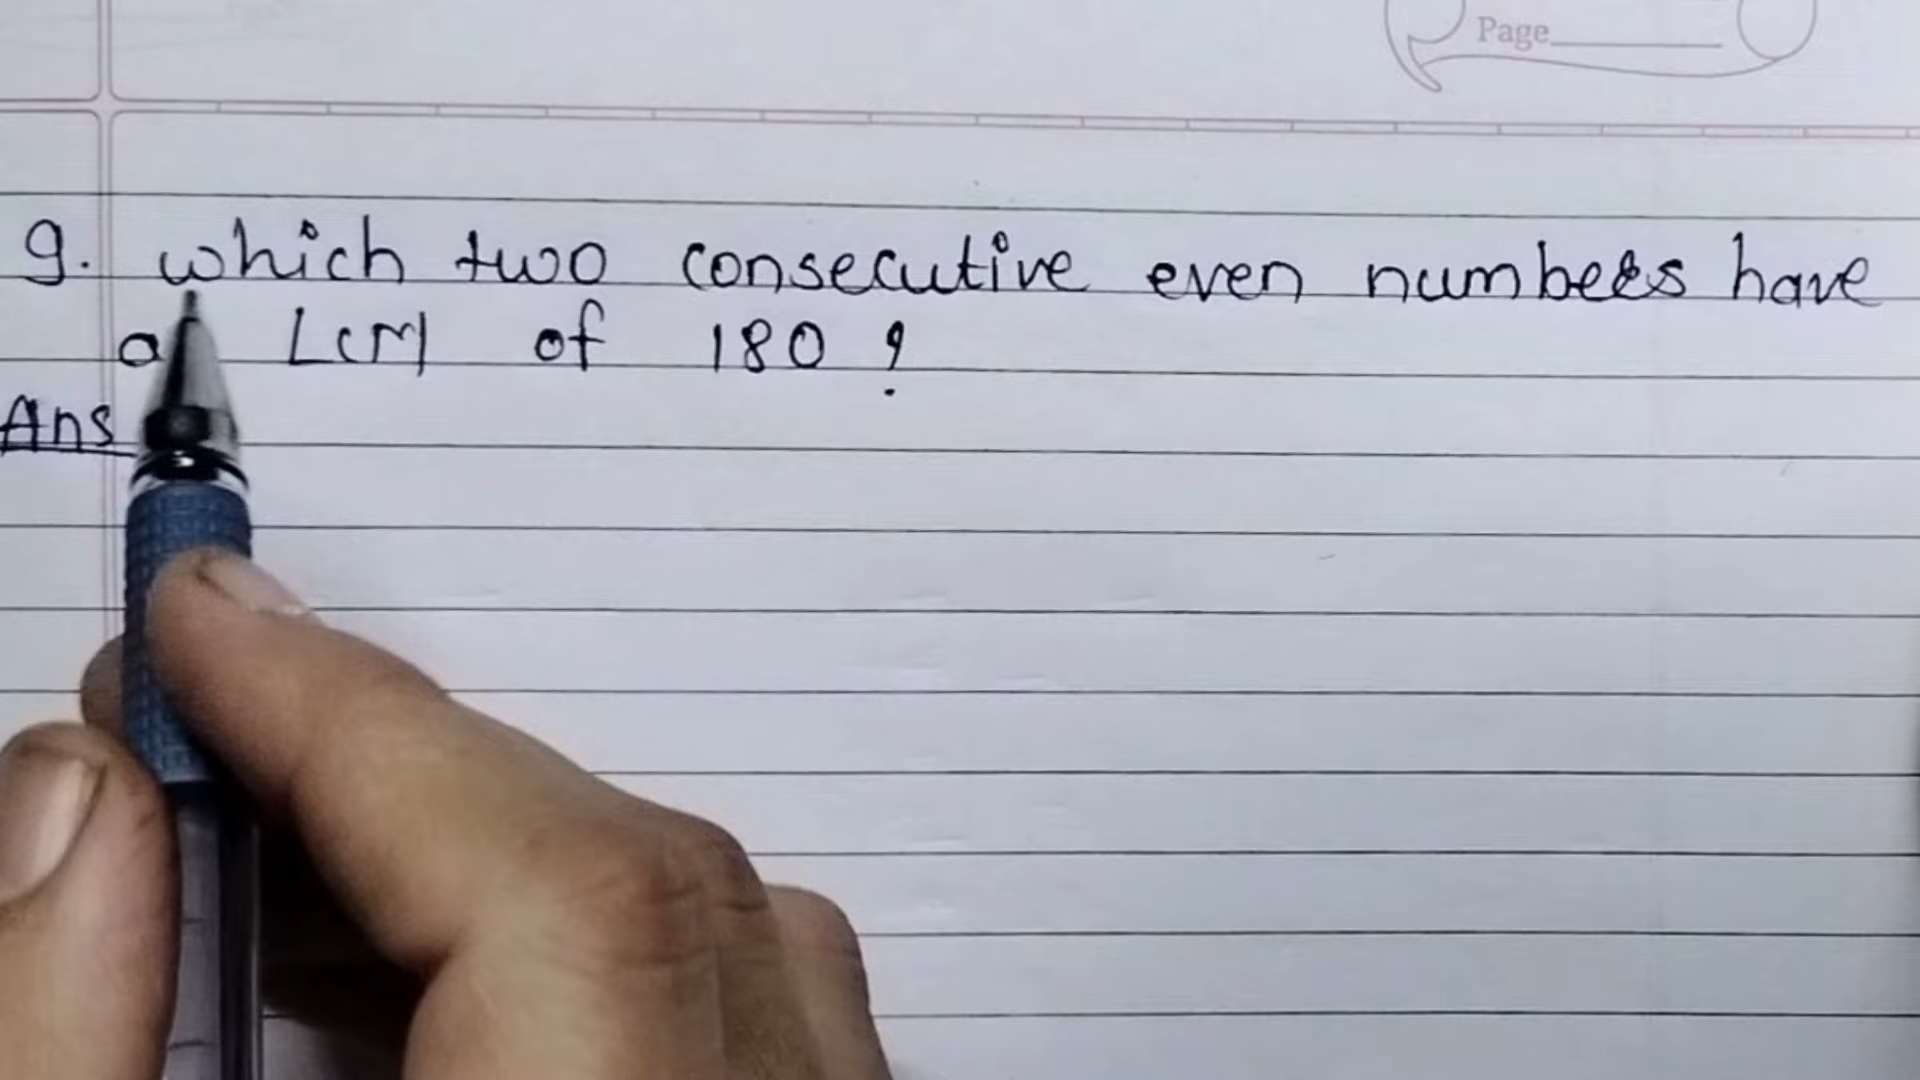 Page
9. which two consecutive even numbers have
a LCM of 180 ?
Ans